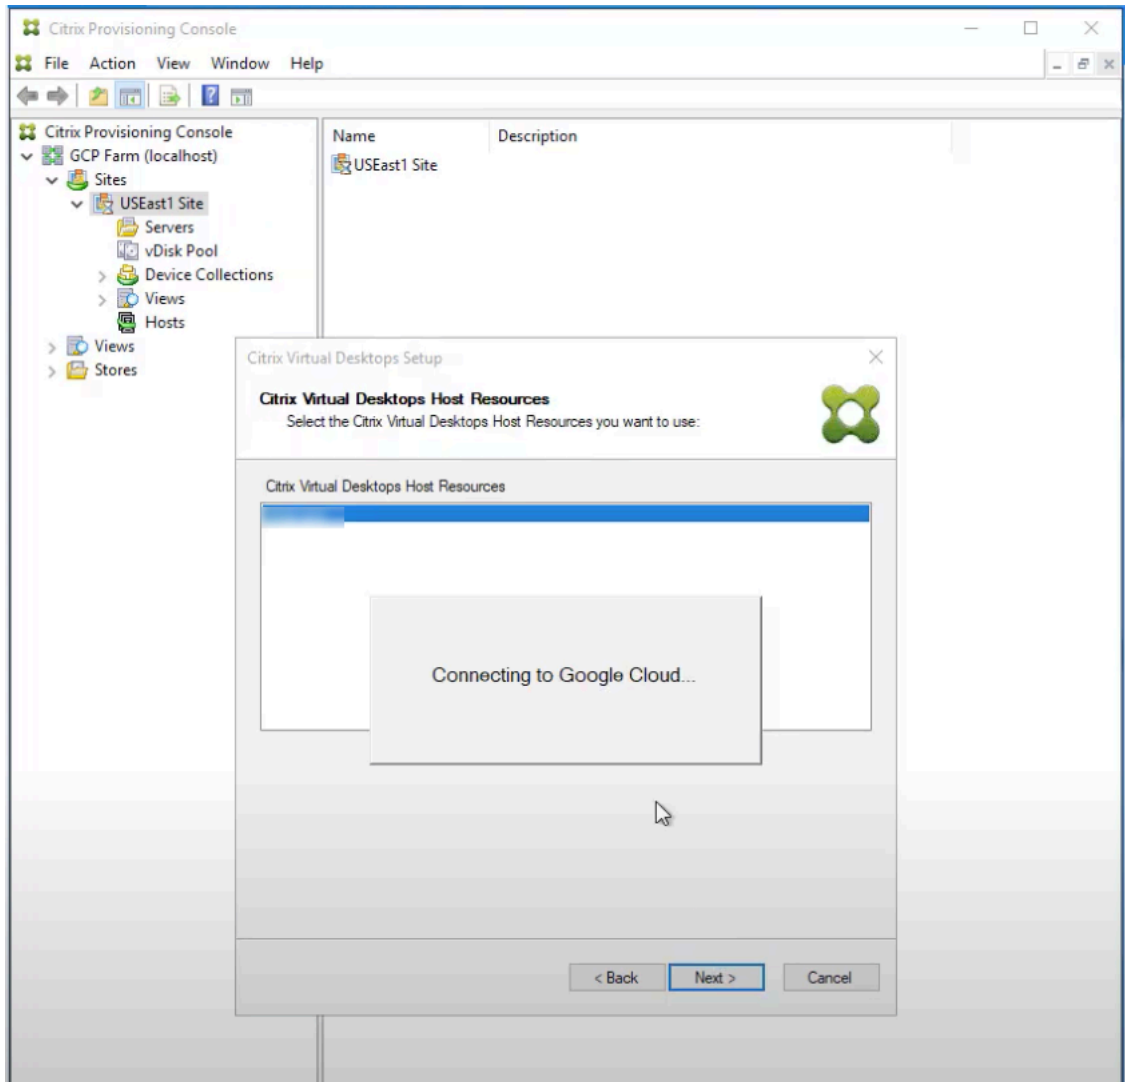 Citrix Provisioning Console
File Action View Window Help
Citrix Provisioning Console
GCP Farm (localhost)
Sites
USEast1 Site
Servers
vDisk Pool
Device Collections
Views
Hosts
Views
Stores
Name Description
USEast1 Site
Citrix Virtual Desktops Setup
Citrix Virtual Desktops Host Resources
Select the Citrix Virtual Desktops Host Resources you want to use:
Citrix Virtual Desktops Host Resources
Connecting to Google Cloud...
< Back Next > Cancel